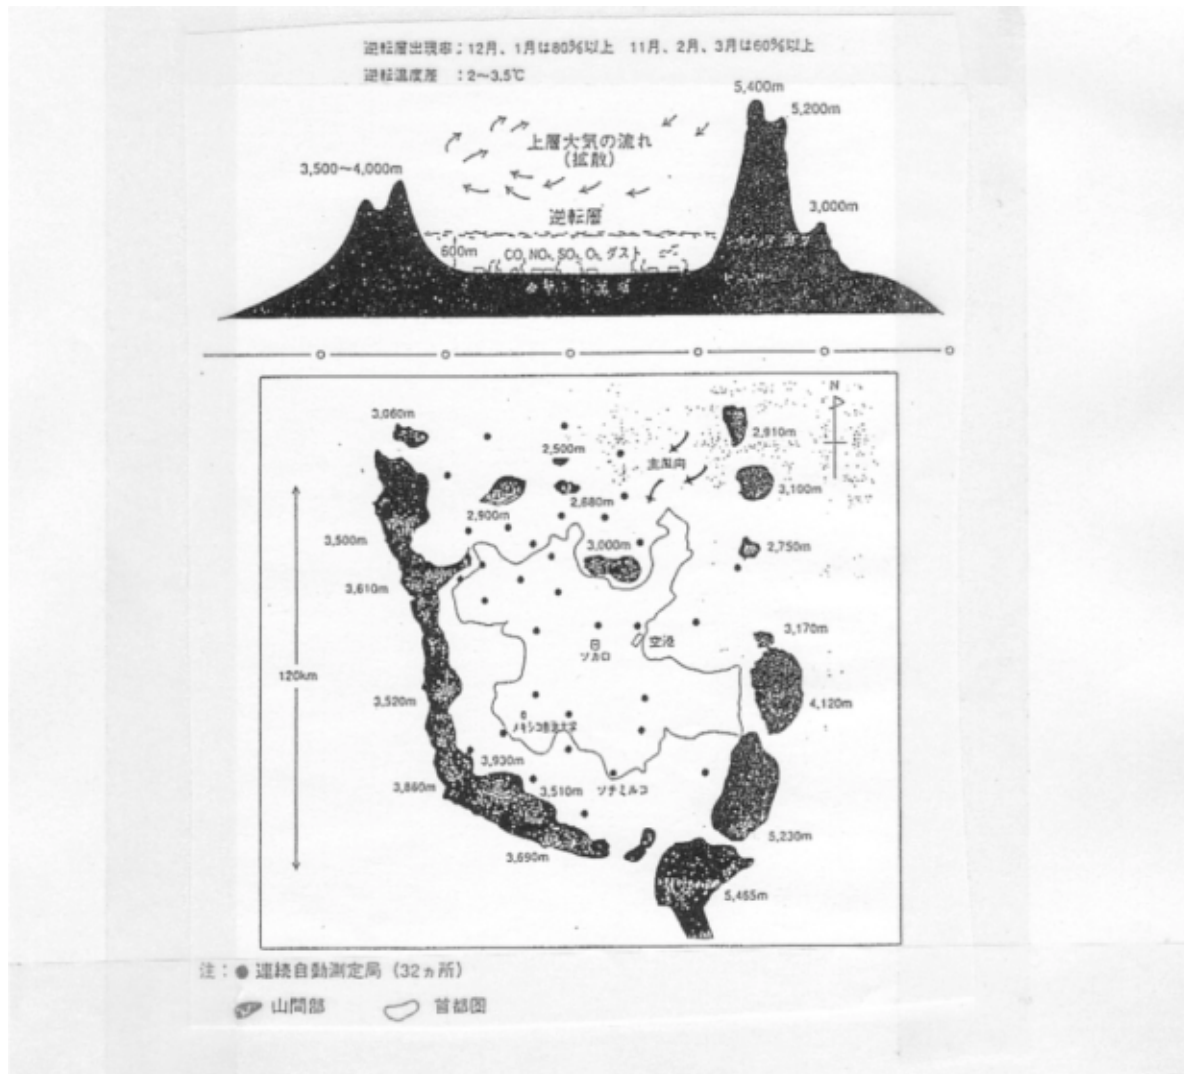 逆転層出現率；12月、1月は80%以上　11月、2月、3月は60%以上
逆転温度差　：2〜3.5℃
5,400m
5,200m
上層大気の流れ
(拡散)
3,500〜4,000m
3,000m
逆転層
600m
CO, NOx, SO2, O3, ダスト
N
3,060m
2,910m
2,500m
主風向
3,100m
2,680m
2,900m
3,500m
3,000m
2,750m
3,610m
3,170m
空港
ソカロ
120km
3,520m
4,120m
メキシコ自治大学
3,930m
3,860m
3,510m
ソチミルコ
5,230m
3,690m
5,465m
注：● 連続自動測定局（32ヵ所）
山間部
首都圏